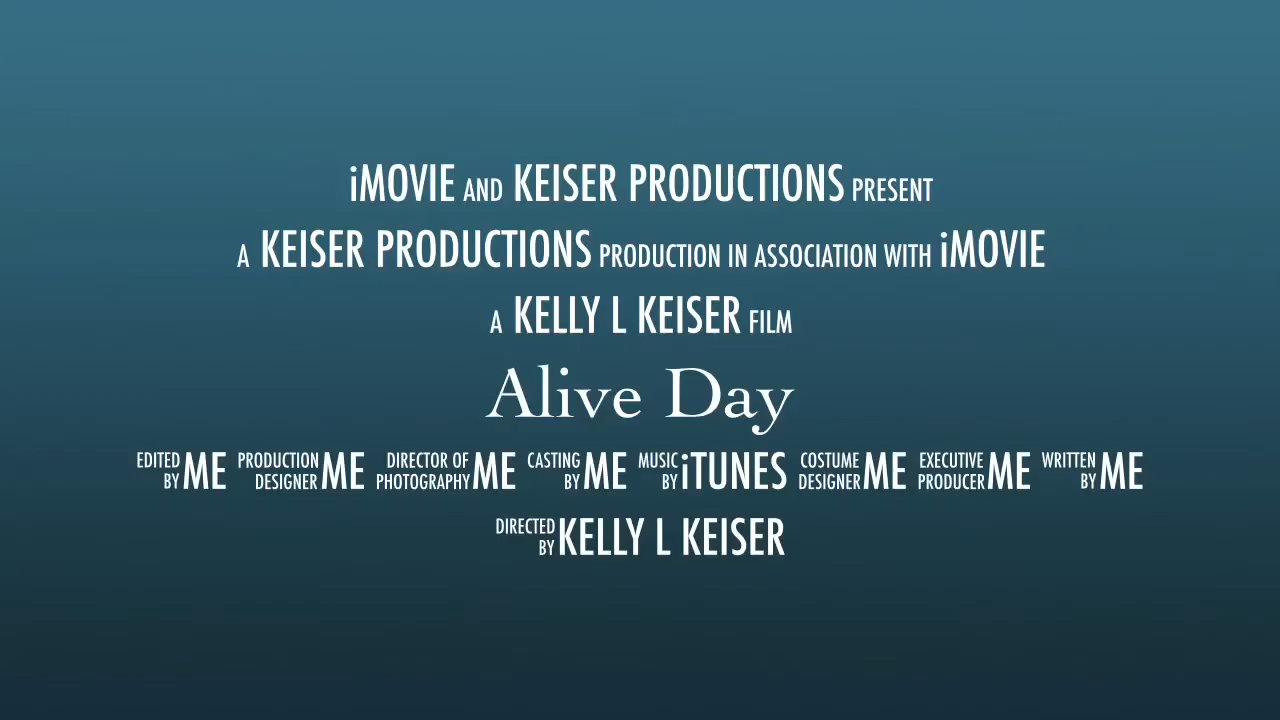 iMOVIE AND KEISER PRODUCTIONS PRESENT
A KEISER PRODUCTIONS PRODUCTION IN ASSOCIATION WITH iMOVIE
A KELLY L KEISER FILM
Alive Day
EDITED BY ME PRODUCTION DESIGNER ME DIRECTOR OF PHOTOGRAPHY ME CASTING BY ME MUSIC BY iTUNES COSTUME DESIGNER ME EXECUTIVE PRODUCER ME WRITTEN BY ME
DIRECTED BY KELLY L KEISER